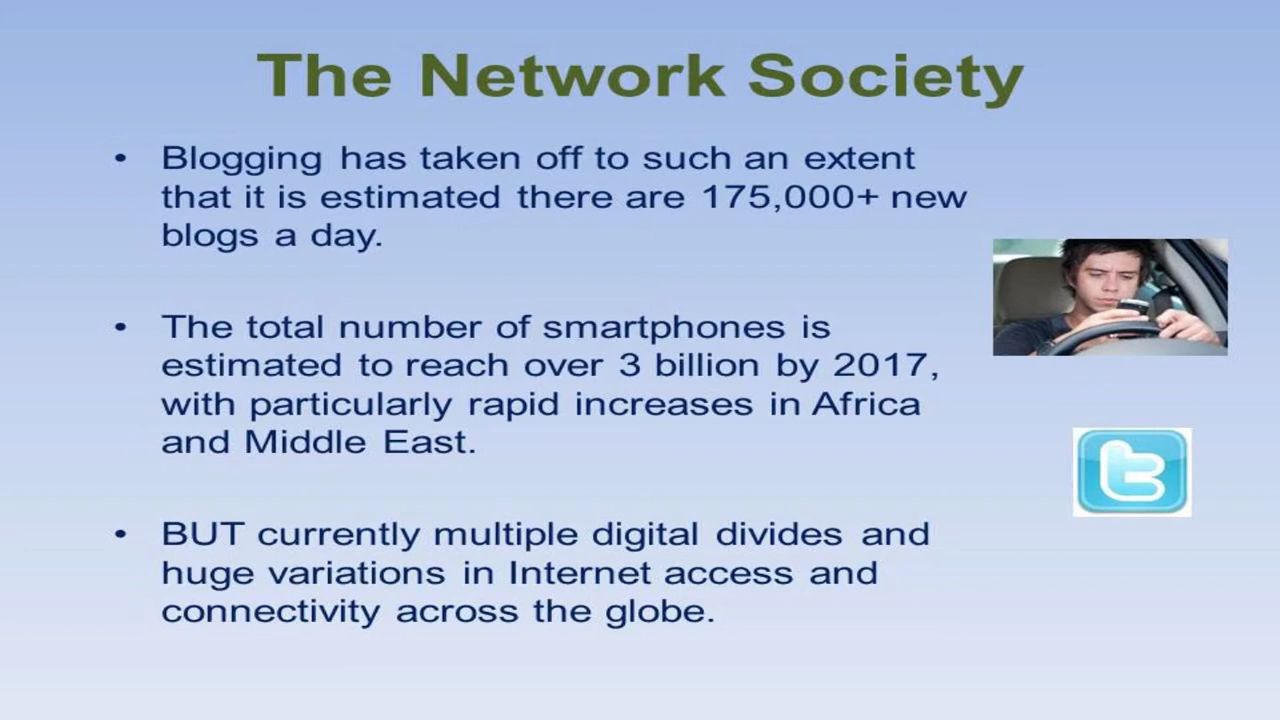 The Network Society
• Blogging has taken off to such an extent
that it is estimated there are 175,000+ new
blogs a day.
• The total number of smartphones is
estimated to reach over 3 billion by 2017,
with particularly rapid increases in Africa
and Middle East.
• BUT currently multiple digital divides and
huge variations in Internet access and
connectivity across the globe.
t